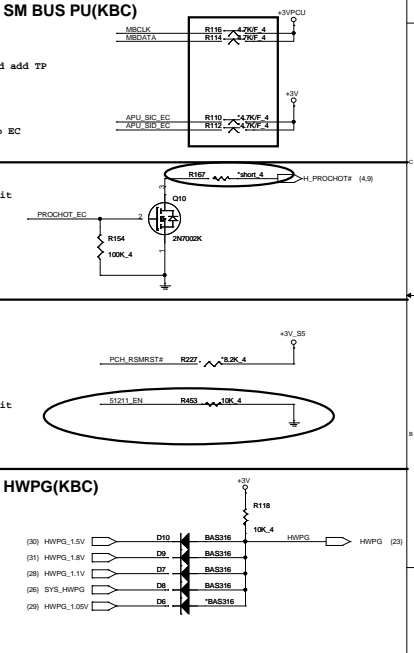 SM BUS PU(KBC)
+3VPCU
MBCLK R116 4.7K/F_4
MBDATA R114 4.7K/F_4
d add TP
+3V
APU_SIC_EC R110 *4.7K/F_4
APU_SID_EC R112 *4.7K/F_4
o EC
C
R167 *short_4 H_PROCHOT# {4,9}
it
3
Q10
PROCHOT_EC 2
2N7002K
R154
100K_4
1
+3V_S5
PCH_RSMRST# R227 *8.2K_4
51211_EN R453 10K_4
it
B
HWPG(KBC)
+3V
R118
10K_4
{30} HWPG_1.5V D10 BAS316 HWPG HWPG {23}
{31} HWPG_1.8V D9 BAS316
{28} HWPG_1.1V D7 BAS316
{26} SYS_HWPG D8 BAS316
{29} HWPG_1.05V D6 *BAS316